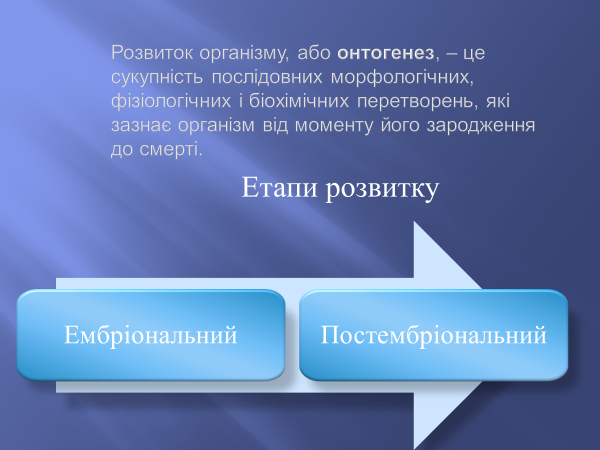 Розвиток організму, або онтогенез, – це
сукупність послідовних морфологічних,
фізіологічних і біохімічних перетворень, які
зазнає організм від моменту його зародження
до смерті.
Етапи розвитку
Ембріональний
Постембріональний